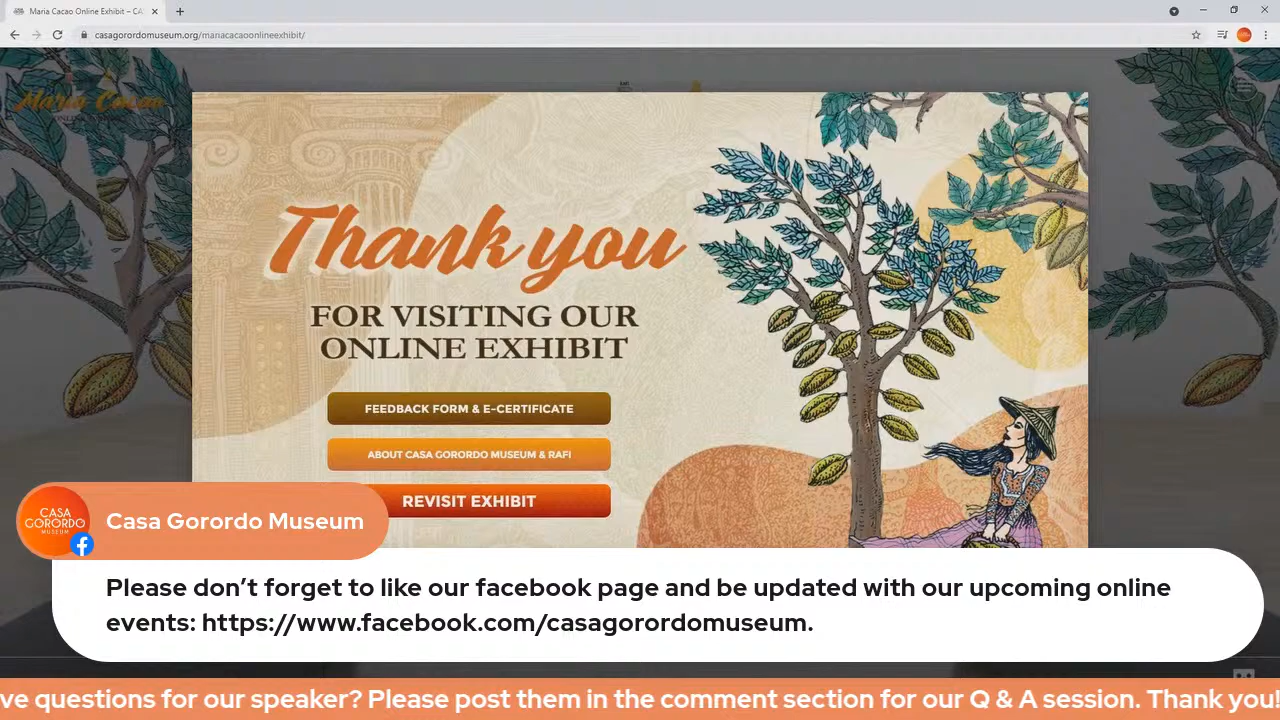 Maria Cacao Online Exhibit – CA
casagorordomuseum.org/mariacacaoonlineexhibit/
Maria Cacao
Thank you
FOR VISITING OUR
ONLINE EXHIBIT
FEEDBACK FORM & E-CERTIFICATE
ABOUT CASA GORORDO MUSEUM & RAFI
REVISIT EXHIBIT
CASA
GORORDO
MUSEUM
Casa Gorordo Museum
Please don’t forget to like our facebook page and be updated with our upcoming online
events: https://www.facebook.com/casagorordomuseum.
ve questions for our speaker? Please post them in the comment section for our Q & A session. Thank you!